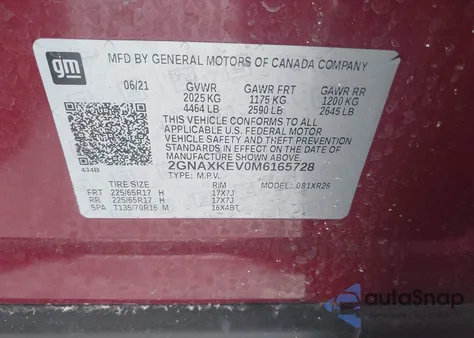 gm
MFD BY GENERAL MOTORS OF CANADA COMPANY
06/21 GVWR GAWR FRT GAWR RR
2025 KG 1175 KG 1200 KG
4464 LB 2590 LB 2645 LB
THIS VEHICLE CONFORMS TO ALL APPLICABLE
U.S. FEDERAL MOTOR
VEHICLE SAFETY AND THEFT PREVENTION
STANDARDS IN EFFECT ON THE DATE OF
MANUFACTURE SHOWN ABOVE.
434B 2GNAXKEV0M6165728
TYPE: M.P.V. MODEL: 081XR26
TIRE SIZE RIM
FRT 225/65R17 H 17X7J
RR 225/65R17 H 17X7J
SPA T135/70R16 M 16X4BT
autoSnap